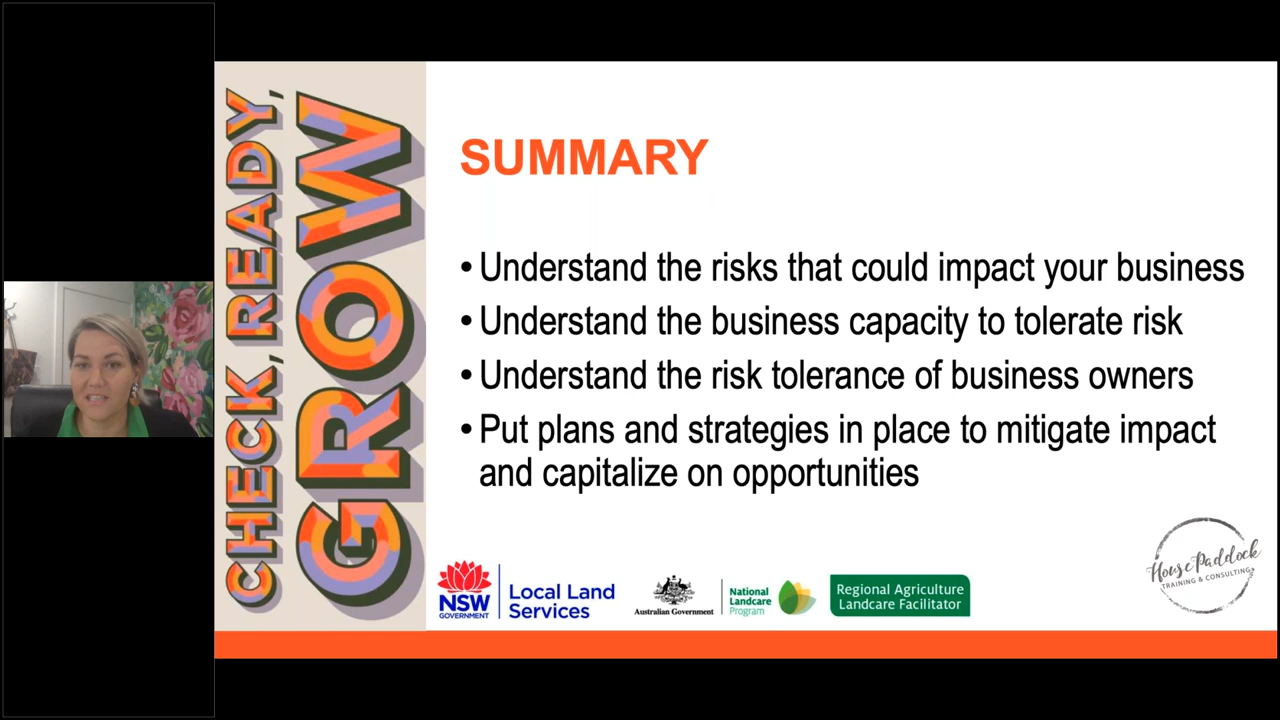 CHECK, READY,
GROW
SUMMARY
• Understand the risks that could impact your business
• Understand the business capacity to tolerate risk
• Understand the risk tolerance of business owners
• Put plans and strategies in place to mitigate impact
and capitalize on opportunities
NSW
GOVERNMENT
Local Land
Services
Australian Government
National
Landcare
Program
Regional Agriculture
Landcare Facilitator
House Paddock
TRAINING & CONSULTING